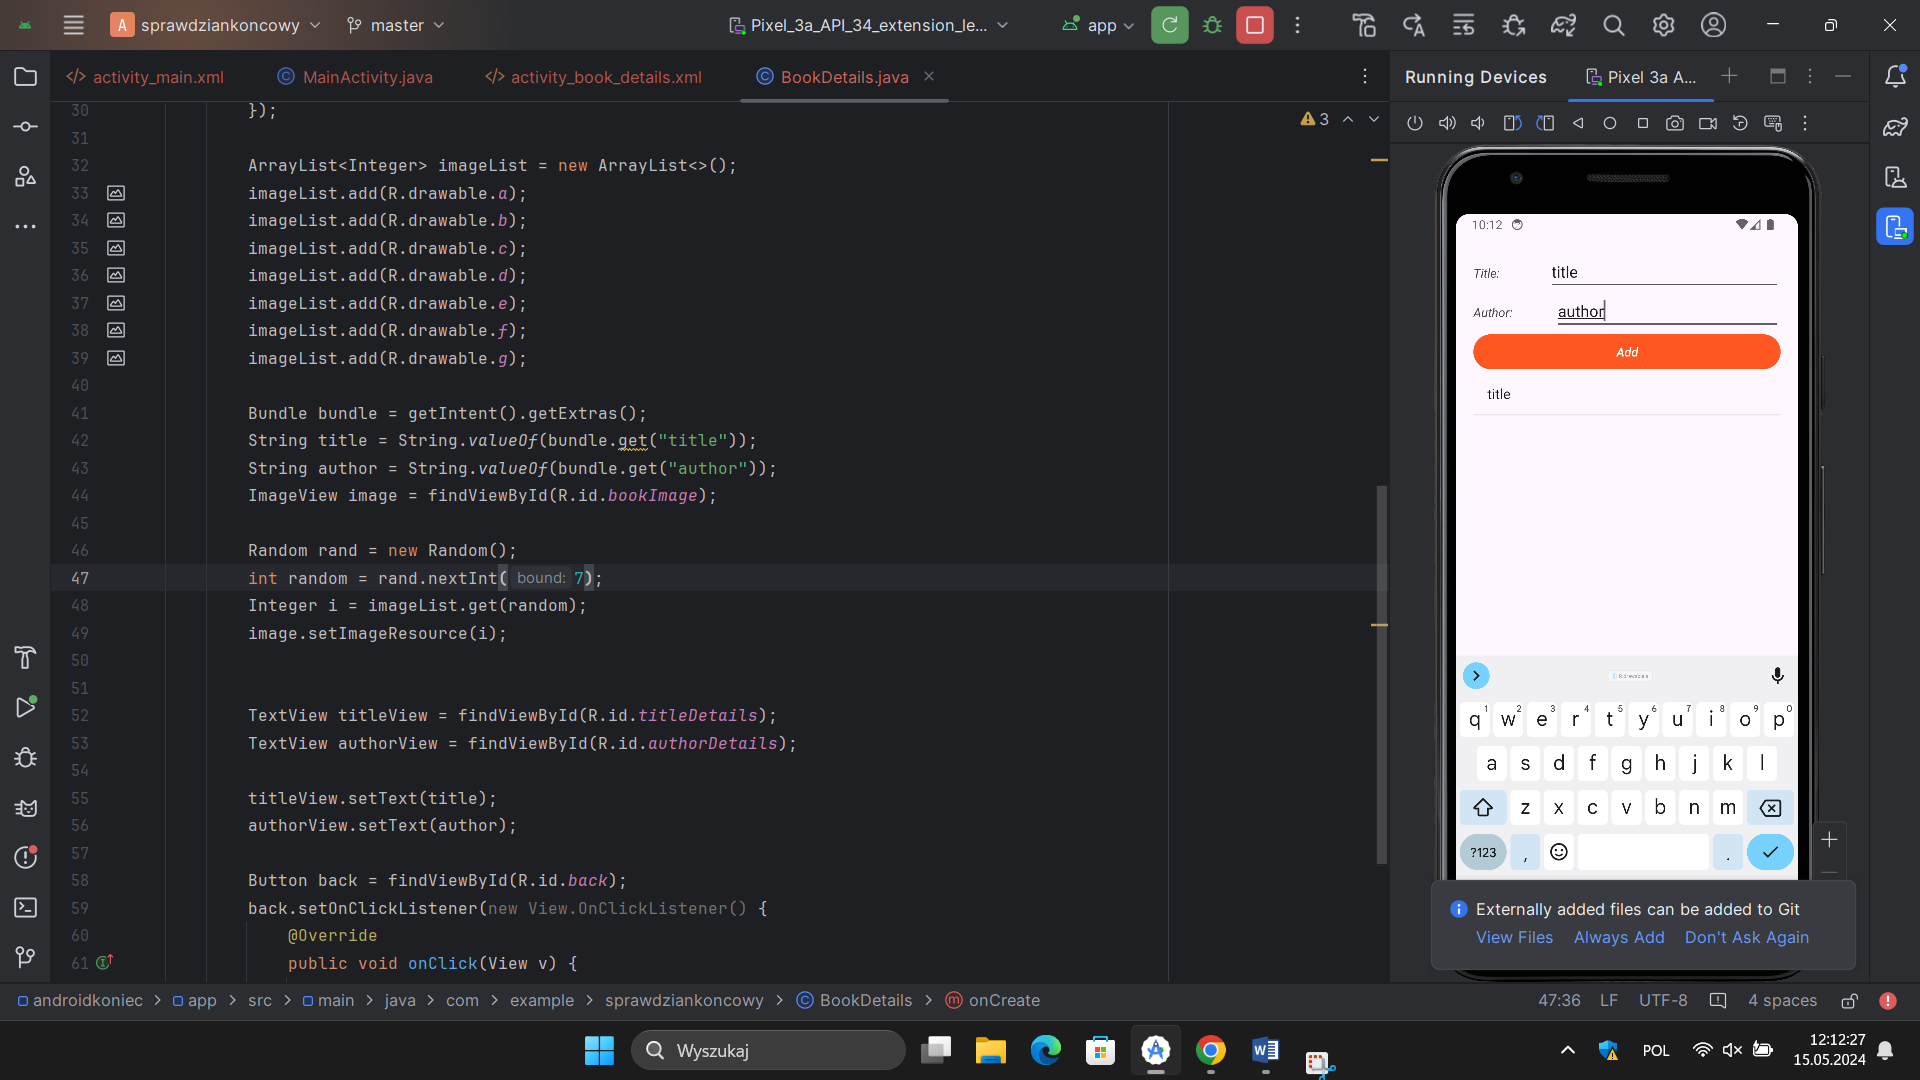 A sprawdziankoncowy master Pixel_3a_API_34_extension_le... app
activity_main.xml MainActivity.java activity_book_details.xml BookDetails.java Running Devices Pixel 3a A...
30 });
31
32 ArrayList<Integer> imageList = new ArrayList<>();
33 imageList.add(R.drawable.a);
34 imageList.add(R.drawable.b);
35 imageList.add(R.drawable.c);
36 imageList.add(R.drawable.d);
37 imageList.add(R.drawable.e);
38 imageList.add(R.drawable.f);
39 imageList.add(R.drawable.g);
40
41 Bundle bundle = getIntent().getExtras();
42 String title = String.valueOf(bundle.get("title"));
43 String author = String.valueOf(bundle.get("author"));
44 ImageView image = findViewById(R.id.bookImage);
45
46 Random rand = new Random();
47 int random = rand.nextInt( bound: 7);
48 Integer i = imageList.get(random);
49 image.setImageResource(i);
50
51
52 TextView titleView = findViewById(R.id.titleDetails);
53 TextView authorView = findViewById(R.id.authorDetails);
54
55 titleView.setText(title);
56 authorView.setText(author);
57
58 Button back = findViewById(R.id.back);
59 back.setOnClickListener(new View.OnClickListener() {
60 @Override
61 public void onClick(View v) {
3
10:12
Title: title
Author: author
Add
title
q1 w2 e3 r4 t5 y6 u7 i8 o9 p0
a s d f g h j k l
z x c v b n m
?123 , .
Externally added files can be added to Git
View Files Always Add Don't Ask Again
androidkoniec > app > src > main > java > com > example > sprawdziankoncowy > BookDetails > onCreate
47:36 LF UTF-8 4 spaces
Wyszukaj
POL
12:12:27
15.05.2024